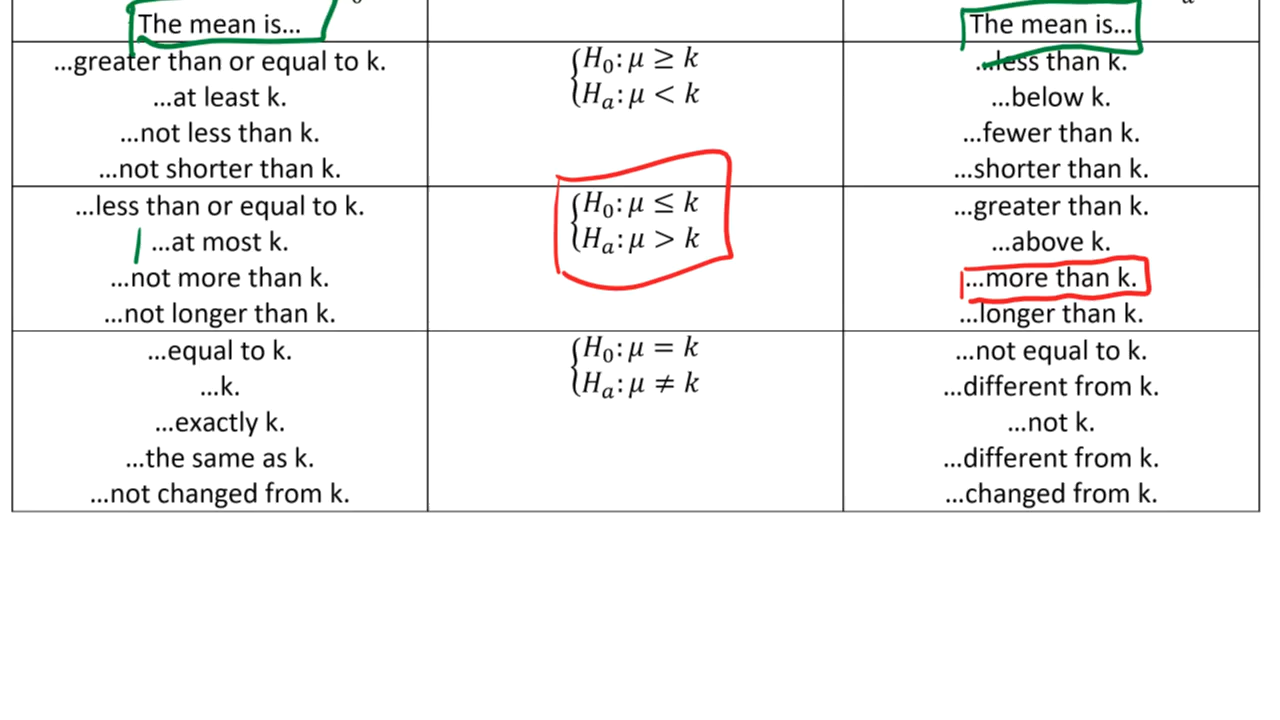 The mean is...
The mean is...
...greater than or equal to k.
...at least k.
...not less than k.
...not shorter than k.
H₀: μ ≥ k
Hₐ: μ < k
...less than k.
...below k.
...fewer than k.
...shorter than k.
...less than or equal to k.
...at most k.
...not more than k.
...not longer than k.
H₀: μ ≤ k
Hₐ: μ > k
...greater than k.
...above k.
...more than k.
...longer than k.
...equal to k.
...k.
...exactly k.
...the same as k.
...not changed from k.
H₀: μ = k
Hₐ: μ ≠ k
...not equal to k.
...different from k.
...not k.
...different from k.
...changed from k.